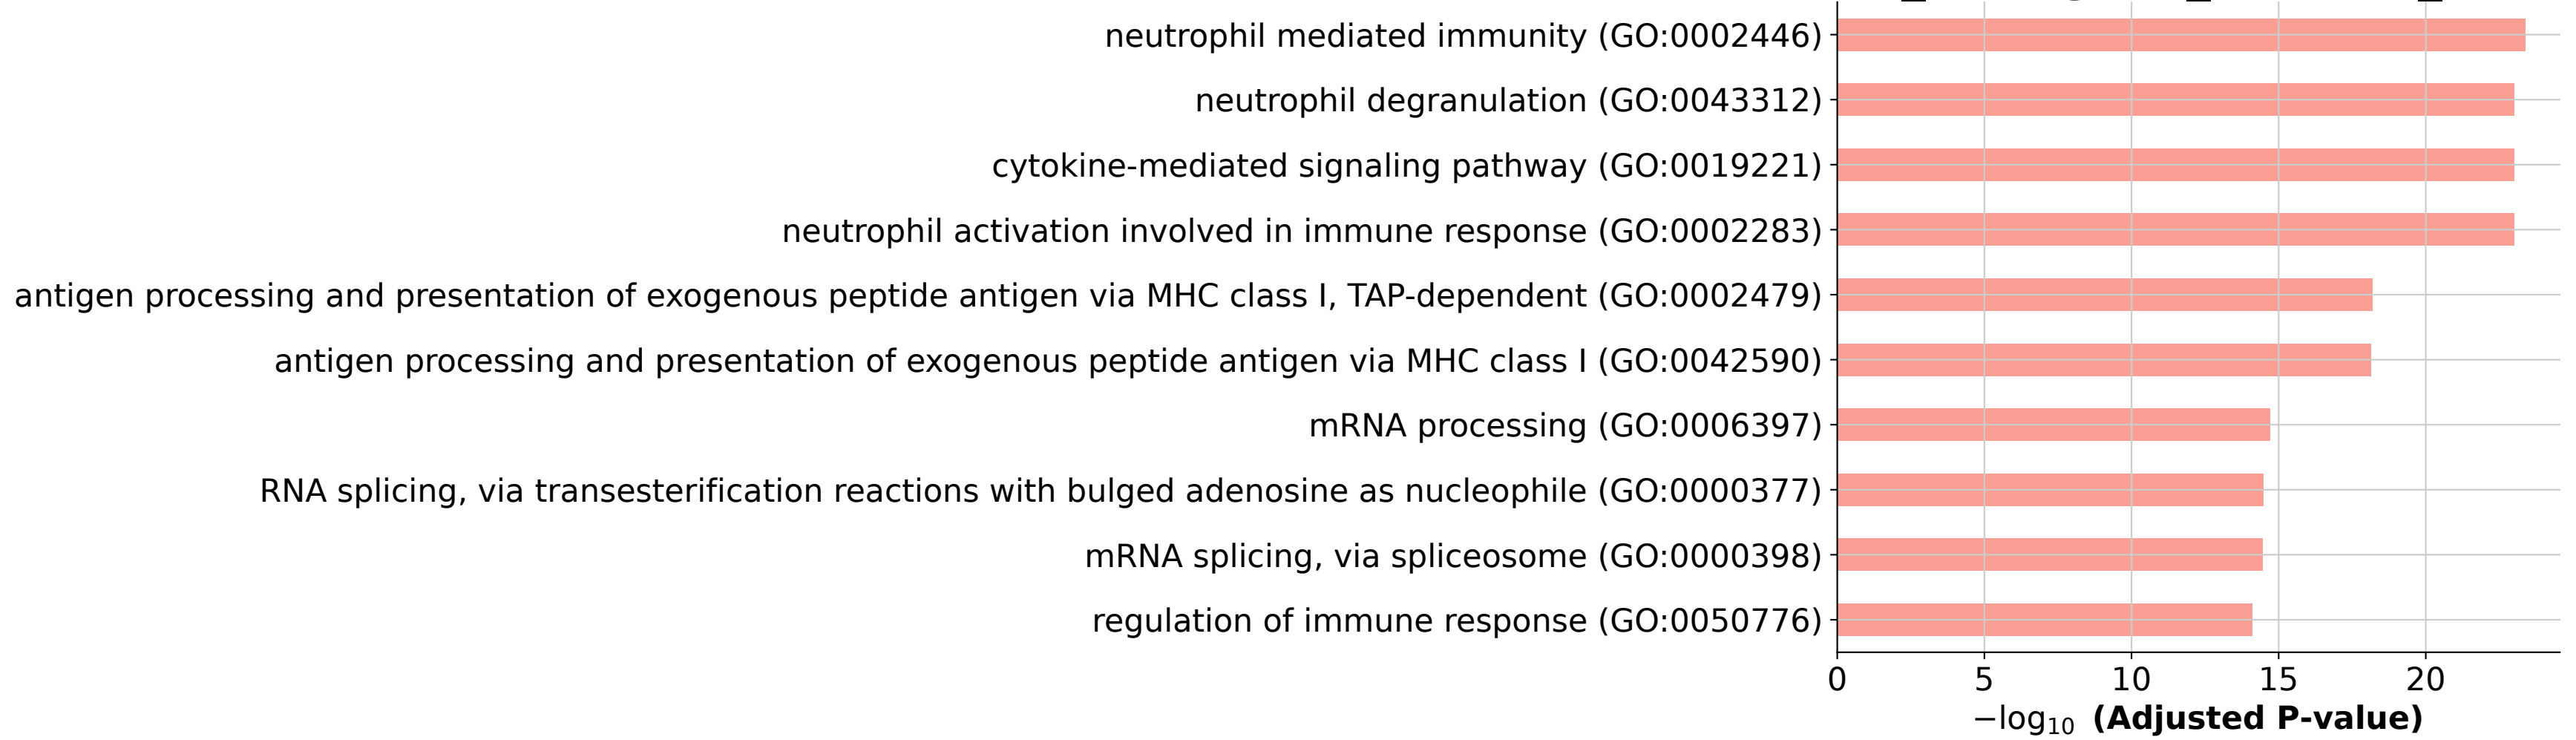 neutrophil mediated immunity (GO:0002446)
neutrophil degranulation (GO:0043312)
cytokine-mediated signaling pathway (GO:0019221)
neutrophil activation involved in immune response (GO:0002283)
antigen processing and presentation of exogenous peptide antigen via MHC class I, TAP-dependent (GO:0002479)
antigen processing and presentation of exogenous peptide antigen via MHC class I (GO:0042590)
mRNA processing (GO:0006397)
RNA splicing, via transesterification reactions with bulged adenosine as nucleophile (GO:0000377)
mRNA splicing, via spliceosome (GO:0000398)
regulation of immune response (GO:0050776)
0 5 10 15 20
−log₁₀ (Adjusted P-value)